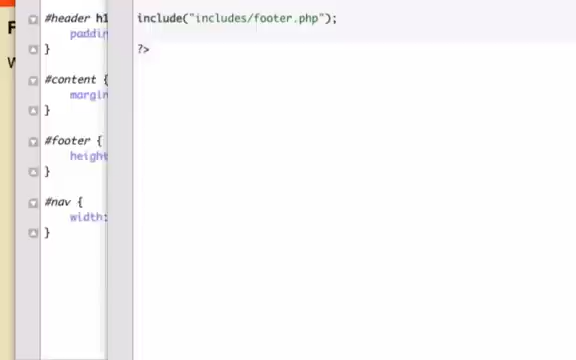 F
W
#header h1
paddin
}
#content {
margin
}
#footer {
height
}
#nav {
width:
}
include("includes/footer.php");
?>